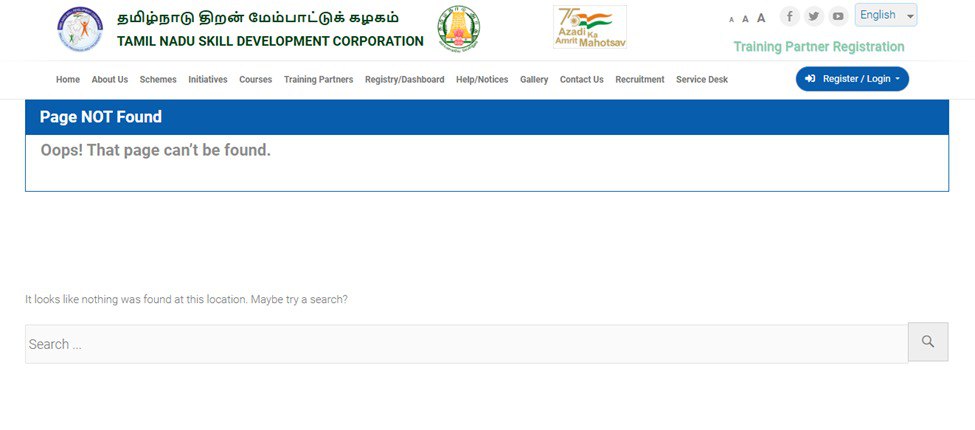 தமிழ்நாடு திறன் மேம்பாட்டுக் கழகம்
TAMIL NADU SKILL DEVELOPMENT CORPORATION
75
Azadi Ka
Amrit Mahotsav
A A A
English
Training Partner Registration
Home About Us Schemes Initiatives Courses Training Partners Registry/Dashboard Help/Notices Gallery Contact Us Recruitment Service Desk
Register / Login
Page NOT Found
Oops! That page can’t be found.
It looks like nothing was found at this location. Maybe try a search?
Search ...